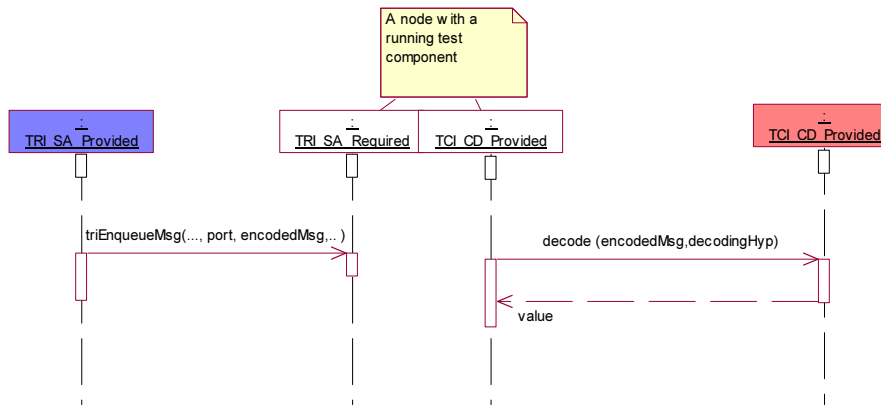 A node with a
running test
component
:
TRI_SA_Provided
:
TRI_SA_Required
:
TCI_CD_Provided
:
TCI_CD_Provided
triEnqueueMsg(..., port, encodedMsg,.. )
decode (encodedMsg,decodingHyp)
value